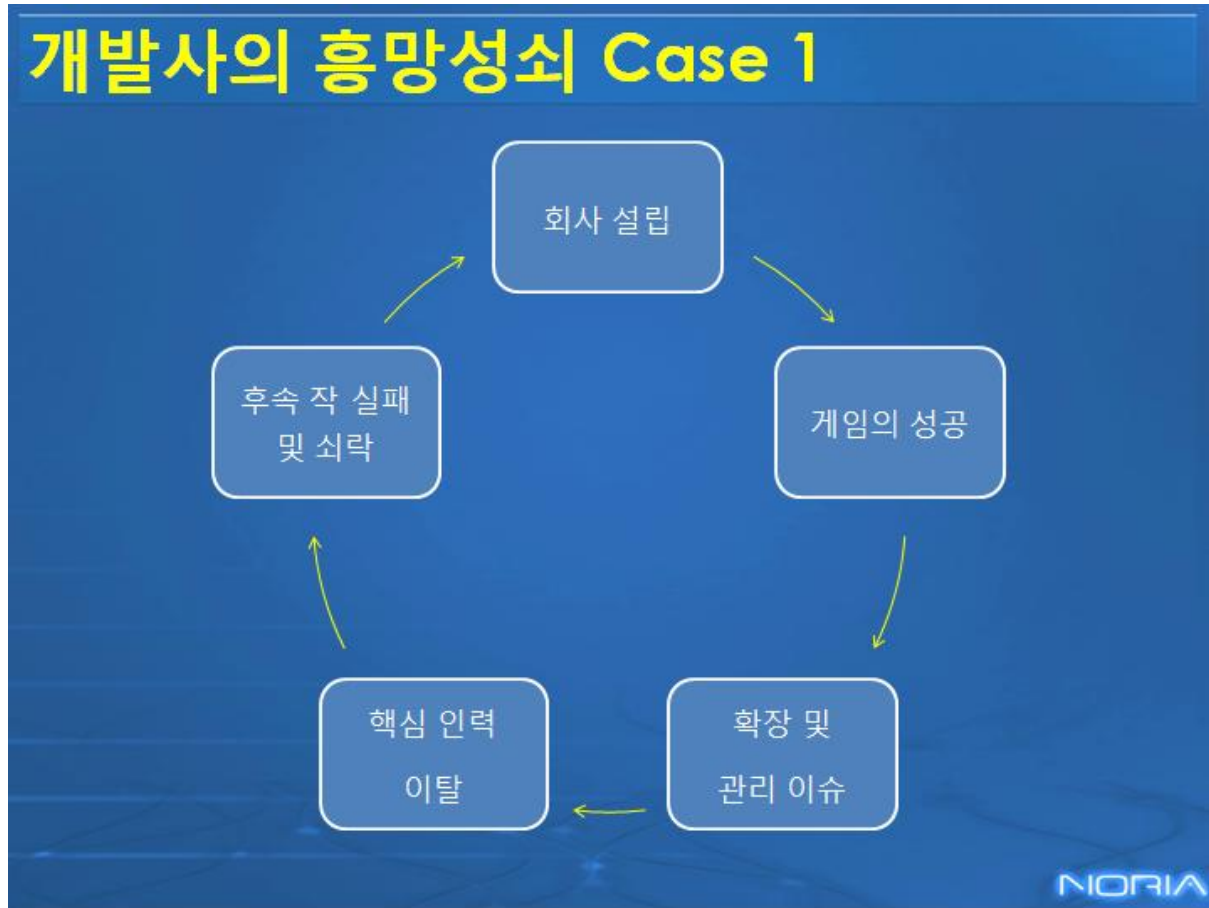 개발사의 흥망성쇠 Case 1
회사 설립
게임의 성공
확장 및
관리 이슈
핵심 인력
이탈
후속 작 실패
및 쇠락
NORIA